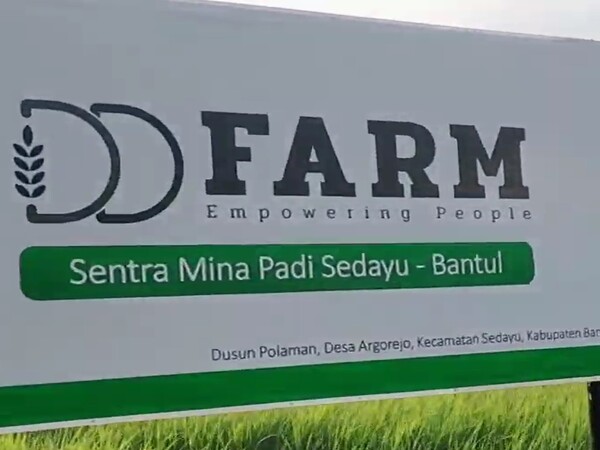 DD FARM
Empowering People
Sentra Mina Padi Sedayu - Bantul
Dusun Polaman, Desa Argorejo, Kecamatan Sedayu, Kabupaten